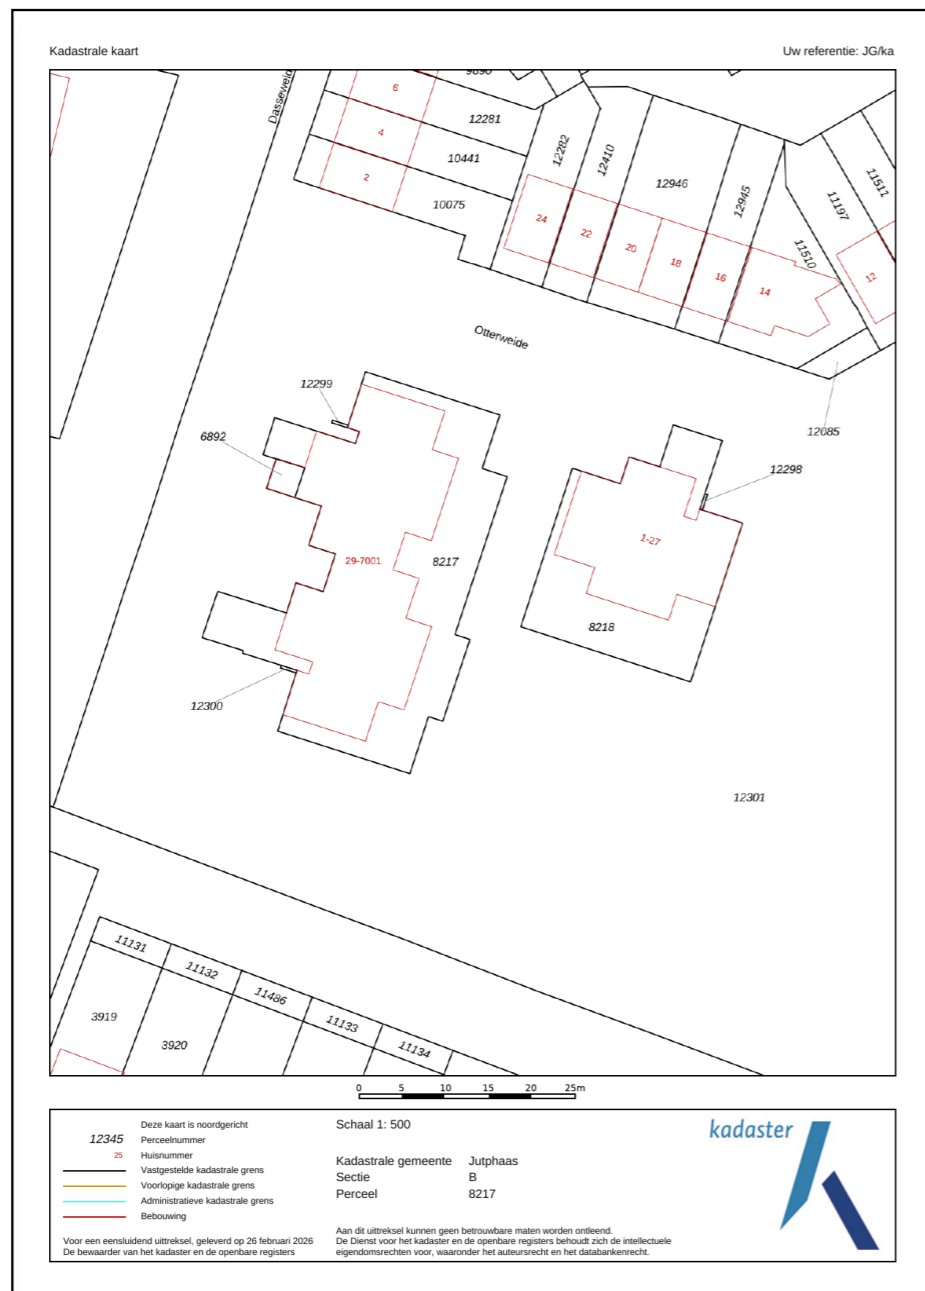 Kadastrale kaart
Uw referentie: JG/ka
Dasseweide
6
9890
12281
4
10441
2
10075
12282
12410
12946
12945
11511
11197
11510
24
22
20
18
16
14
12
Otterweide
12085
12299
6892
12298
29-7001
8217
1-27
8218
12300
12301
11131
11132
11486
11133
11134
3919
3920
0 5 10 15 20 25m
Deze kaart is noordgericht
12345 Perceelnummer
25 Huisnummer
Vastgestelde kadastrale grens
Voorlopige kadastrale grens
Administratieve kadastrale grens
Bebouwing
Voor een eensluidend uittreksel, geleverd op 26 februari 2026
De bewaarder van het kadaster en de openbare registers
Schaal 1: 500
Kadastrale gemeente Jutphaas
Sectie B
Perceel 8217
Aan dit uittreksel kunnen geen betrouwbare maten worden ontleend.
De Dienst voor het kadaster en de openbare registers behoudt zich de intellectuele
eigendomsrechten voor, waaronder het auteursrecht en het databankenrecht.
kadaster